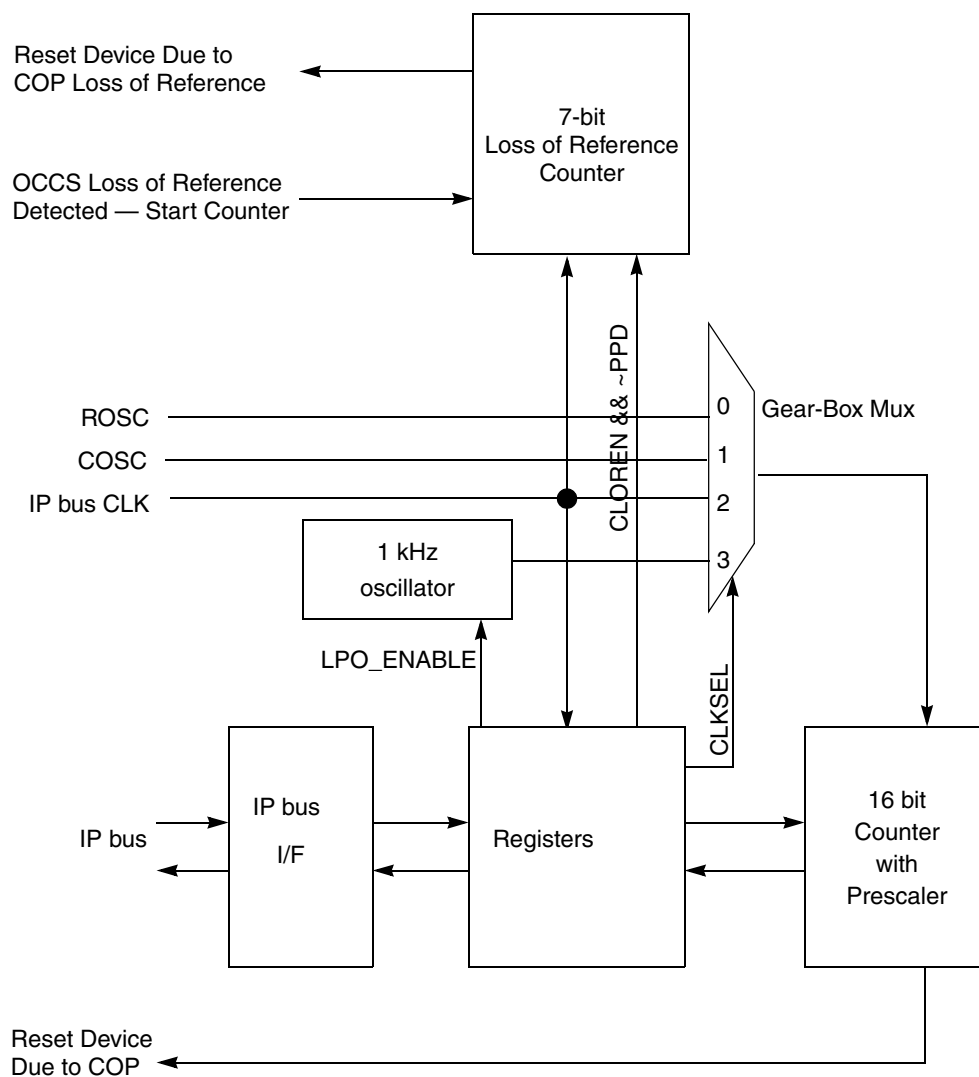 Reset Device Due to
COP Loss of Reference
7-bit
Loss of Reference
Counter
OCCS Loss of Reference
Detected — Start Counter
CLOREN && ~PPD
ROSC
0
Gear-Box Mux
COSC
1
IP bus CLK
2
1 kHz
oscillator
3
LPO_ENABLE
CLKSEL
IP bus
IP bus
I/F
Registers
16 bit
Counter
with
Prescaler
Reset Device
Due to COP